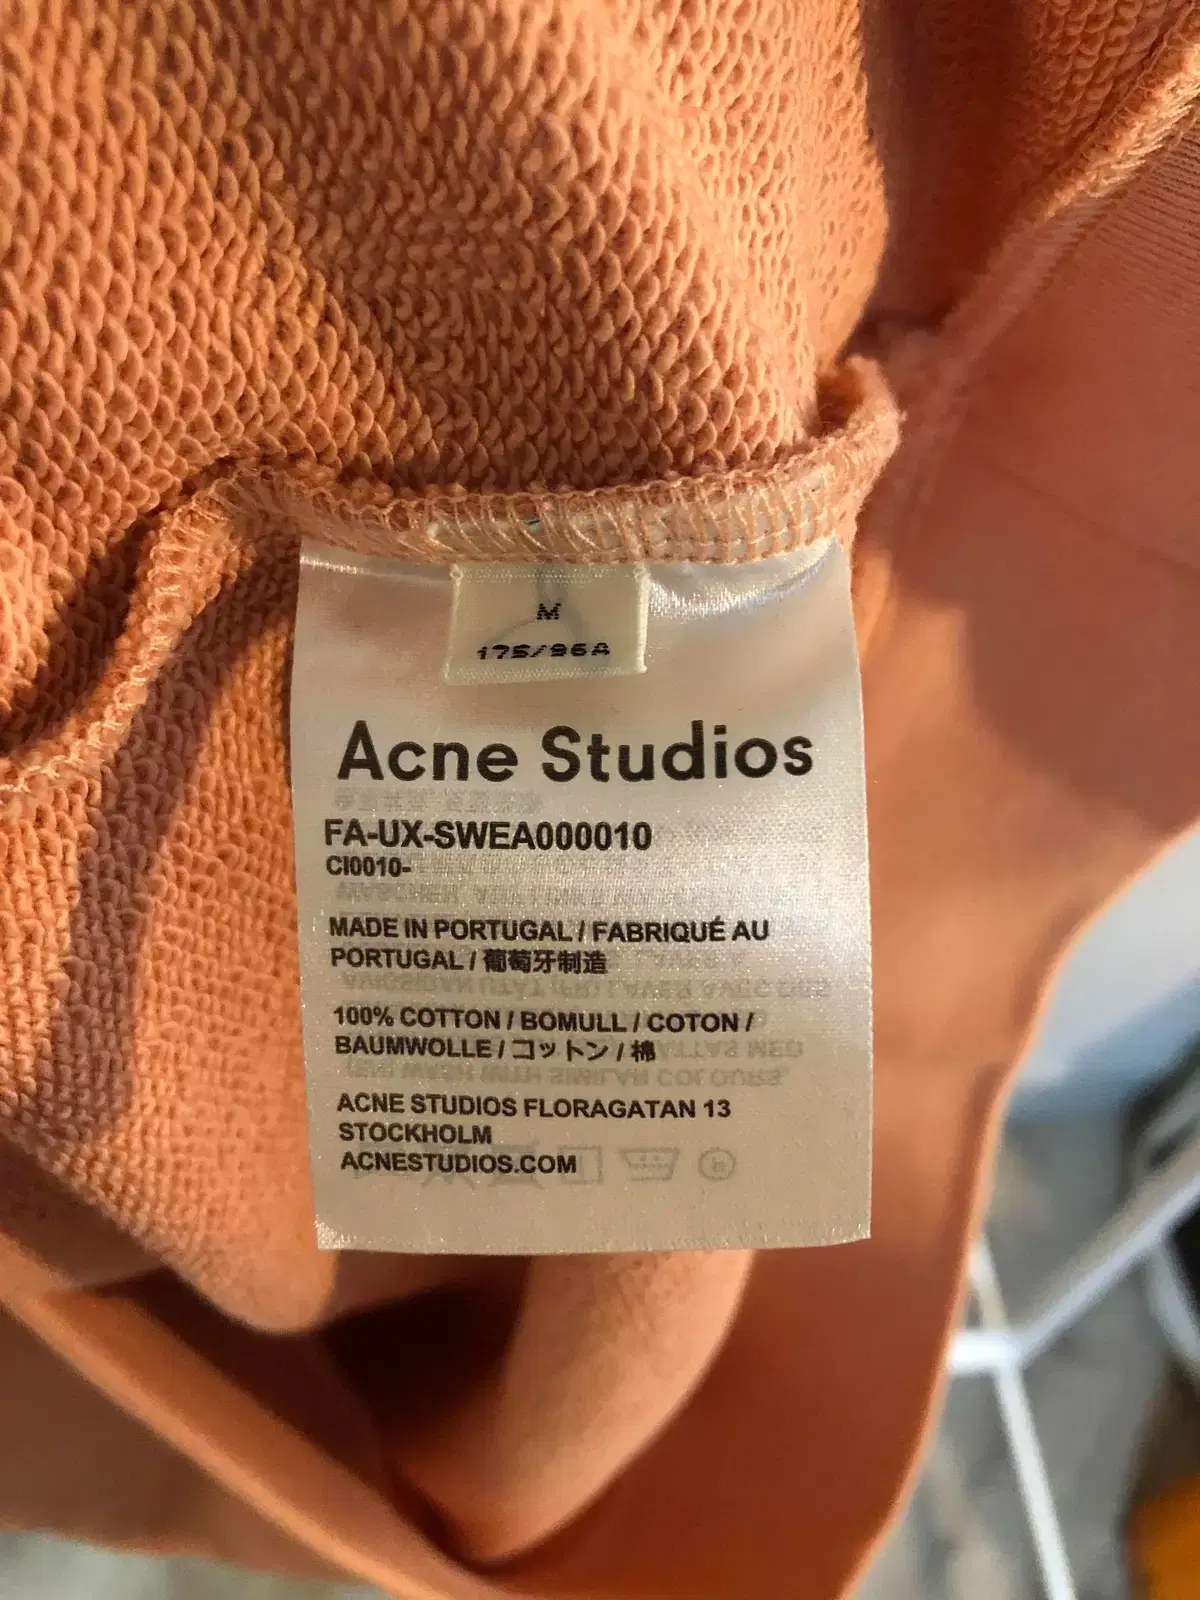 M
175/96A
Acne Studios
FA-UX-SWEA000010
CI0010-
MADE IN PORTUGAL / FABRIQUÉ AU
PORTUGAL / 葡萄牙制造
100% COTTON / BOMULL / COTON /
BAUMWOLLE / コットン / 棉
ACNE STUDIOS FLORAGATAN 13
STOCKHOLM
ACNESTUDIOS.COM